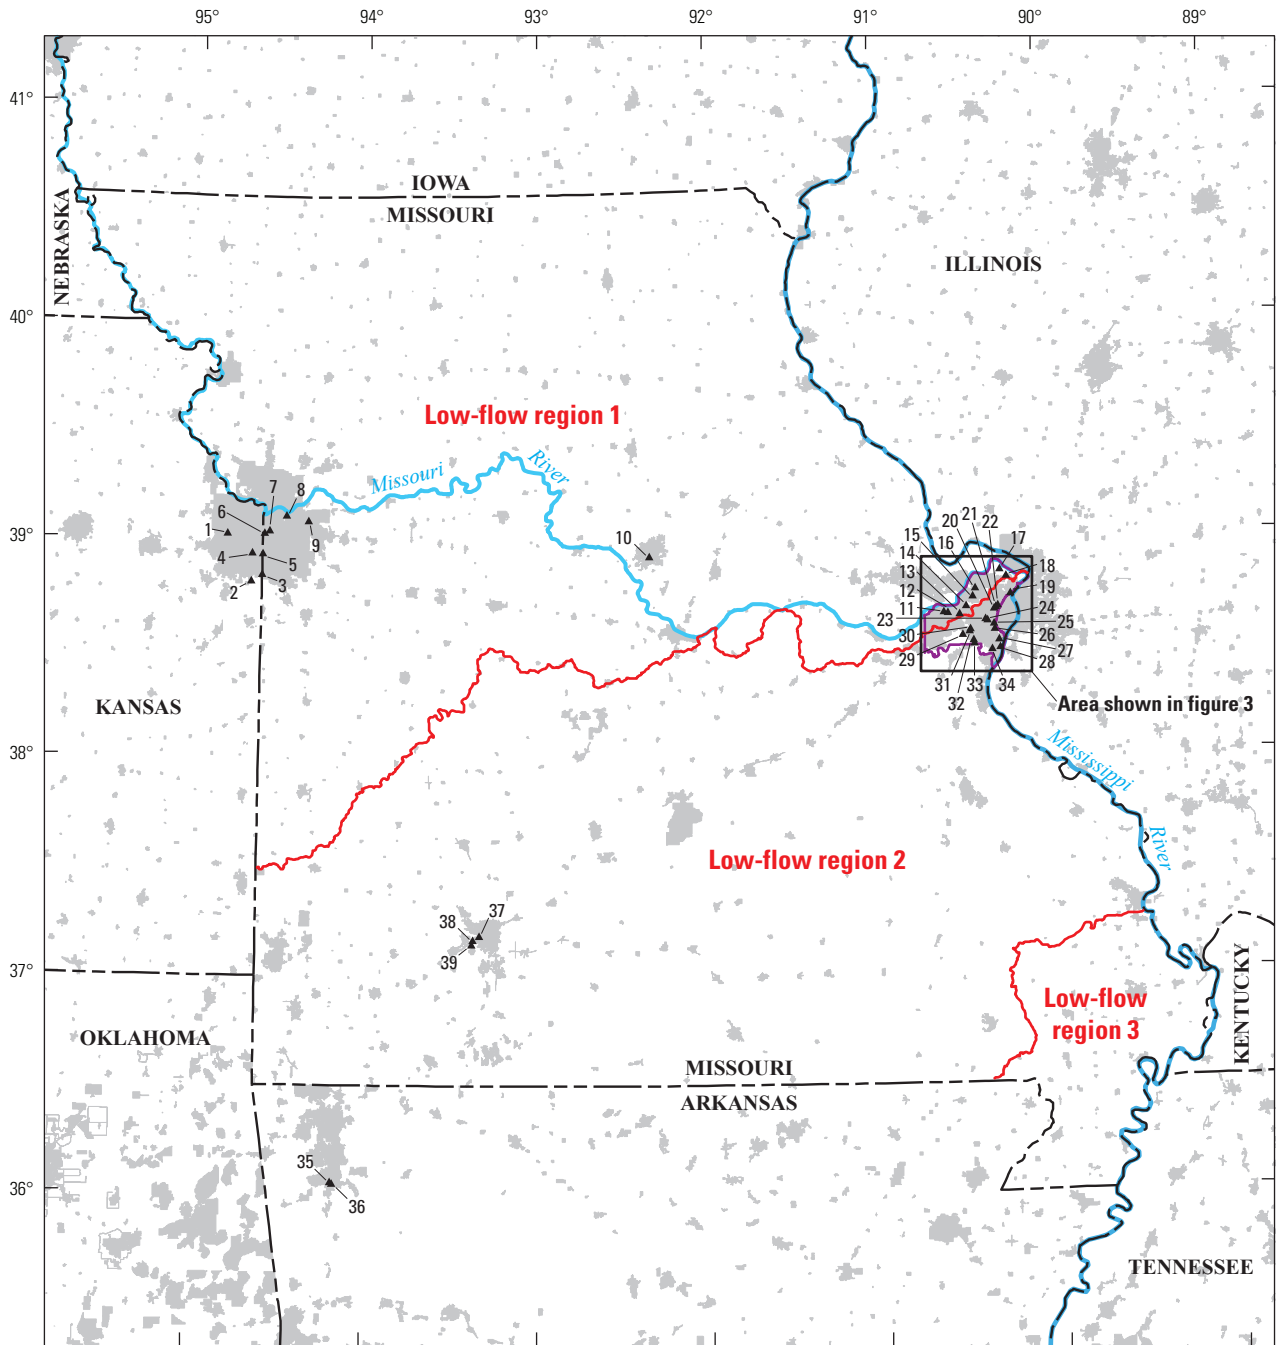 95°
94°
93°
92°
91°
90°
89°
41°
IOWA
MISSOURI
NEBRASKA
ILLINOIS
40°
Low-flow region 1
Missouri
River
7
8
6
39°
1
9
4
5
2
3
10
20
21
22
17
15
16
14
18
13
12
19
11
24
23
25
30
26
29
27
28
31
33
34
32
Area shown in figure 3
KANSAS
38°
Mississippi
River
Low-flow region 2
38
37
39
37°
Low-flow
region 3
KENTUCKY
OKLAHOMA
MISSOURI
ARKANSAS
35
36°
36
TENNESSEE